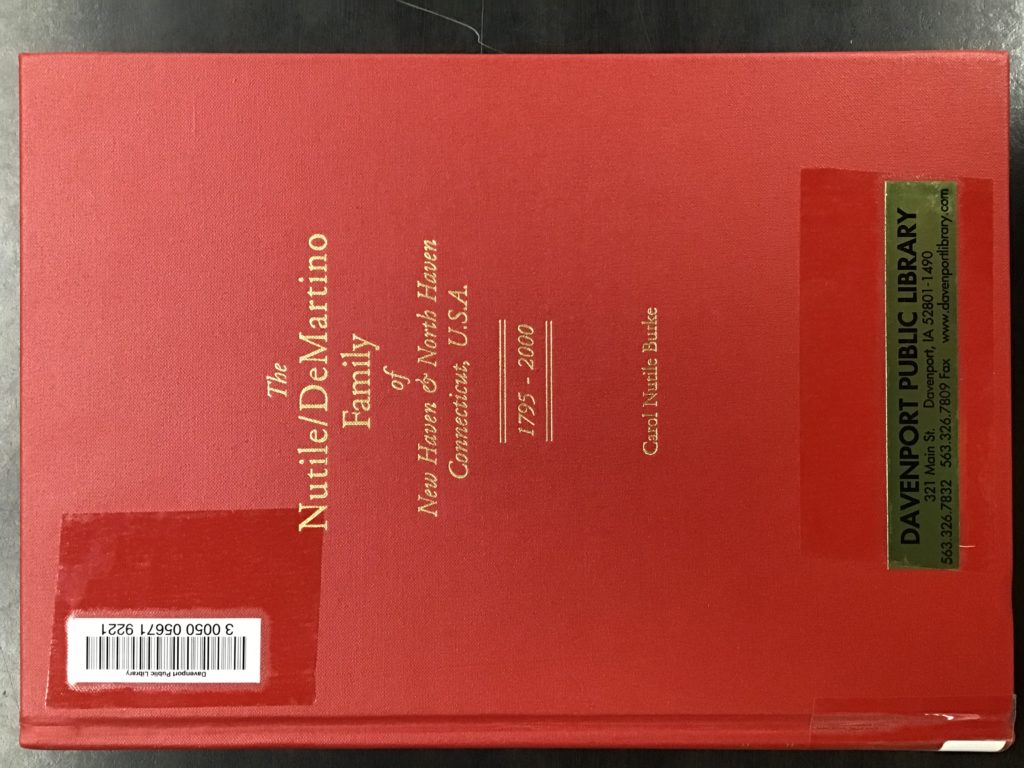 The
Nutile/DeMartino
Family
of
New Haven & North Haven
Connecticut, U.S.A.
1795 - 2000
Carol Nutile Burke
Davenport Public Library
3 0050 05671 9221
DAVENPORT PUBLIC LIBRARY
321 Main St. Davenport, IA 52801-1490
563.326.7832 563.326.7809 Fax www.davenportlibrary.com